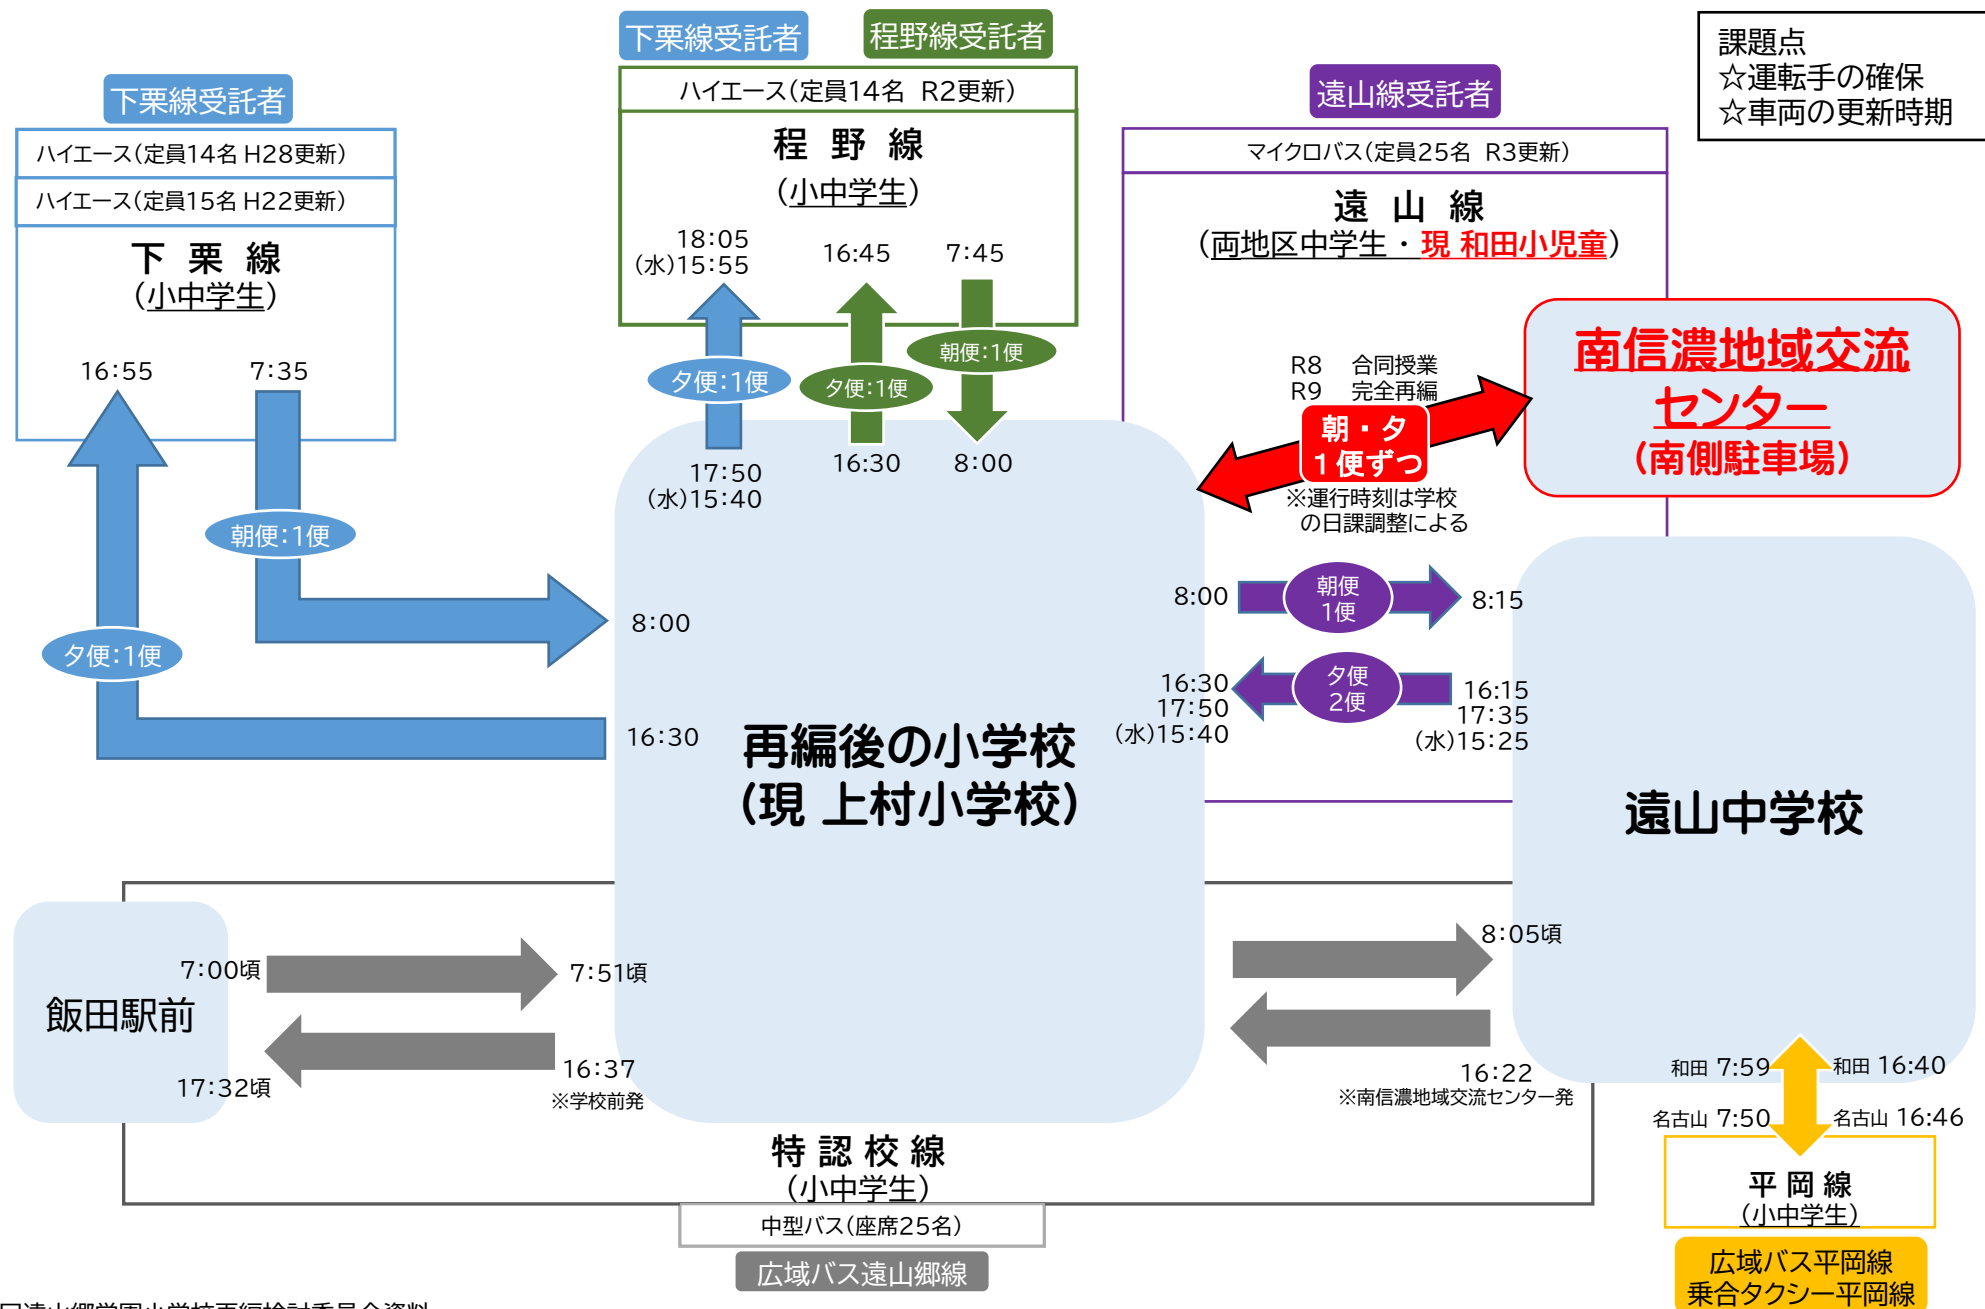 下栗線受託者
程野線受託者
課題点
☆運転手の確保
☆車両の更新時期
下栗線受託者
ハイエース(定員14名 R2更新)
遠山線受託者
ハイエース(定員14名 H28更新)
ハイエース(定員15名 H22更新)
下 栗 線
(小中学生)
16:55
7:35
朝便:1便
夕便:1便
8:00
16:30
程 野 線
(小中学生)
18:05
(水)15:55
16:45
7:45
夕便:1便
夕便:1便
朝便:1便
17:50
(水)15:40
16:30
8:00
マイクロバス(定員25名 R3更新)
遠 山 線
(両地区中学生・現 和田小児童)
R8 合同授業
R9 完全再編
朝・夕
1便ずつ
※運行時刻は学校
の日課調整による
南信濃地域交流
センター
(南側駐車場)
8:00
朝便
1便
8:15
16:30
17:50
(水)15:40
夕便
2便
16:15
17:35
(水)15:25
再編後の小学校
(現 上村小学校)
遠山中学校
飯田駅前
7:00頃
7:51頃
17:32頃
16:37
※学校前発
8:05頃
16:22
※南信濃地域交流センター発
特 認 校 線
(小中学生)
中型バス(座席25名)
広域バス遠山郷線
和田 7:59
和田 16:40
名古山 7:50
名古山 16:46
平 岡 線
(小中学生)
広域バス平岡線
乗合タクシー平岡線